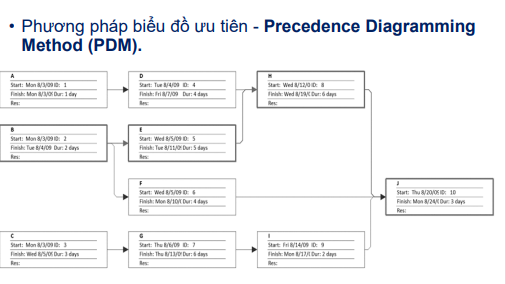 • Phương pháp biểu đồ ưu tiên - Precedence Diagramming
Method (PDM).
A
Start: Mon 8/3/09 ID: 1
Finish: Mon 8/3/0 Dur: 1 day
Res:
D
Start: Tue 8/4/09 ID: 4
Finish: Fri 8/7/09 Dur: 4 days
Res:
H
Start: Wed 8/12/0 ID: 8
Finish: Wed 8/19/ Dur: 6 days
Res:
B
Start: Mon 8/3/09 ID: 2
Finish: Tue 8/4/09 Dur: 2 days
Res:
E
Start: Wed 8/5/09 ID: 5
Finish: Tue 8/11/0 Dur: 5 days
Res:
F
Start: Wed 8/5/09 ID: 6
Finish: Mon 8/10/ Dur: 4 days
Res:
J
Start: Thu 8/20/0 ID: 10
Finish: Mon 8/24/ Dur: 3 days
Res:
C
Start: Mon 8/3/09 ID: 3
Finish: Wed 8/5/0 Dur: 3 days
Res:
G
Start: Thu 8/6/09 ID: 7
Finish: Thu 8/13/0 Dur: 6 days
Res:
I
Start: Fri 8/14/09 ID: 9
Finish: Mon 8/17/ Dur: 2 days
Res: